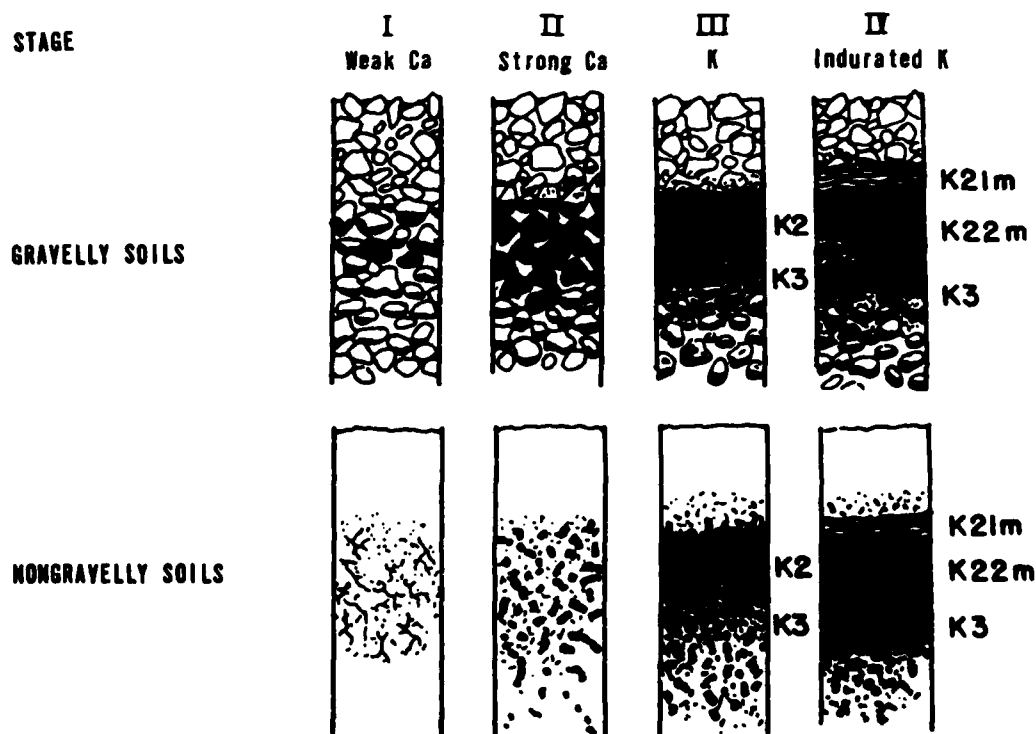 STAGE
I II III IV
Weak Ca Strong Ca K Indurated K
GRAVELLY SOILS
K2
K3
K21m
K22m
K3
NONGRAVELLY SOILS
K2
K3
K21m
K22m
K3